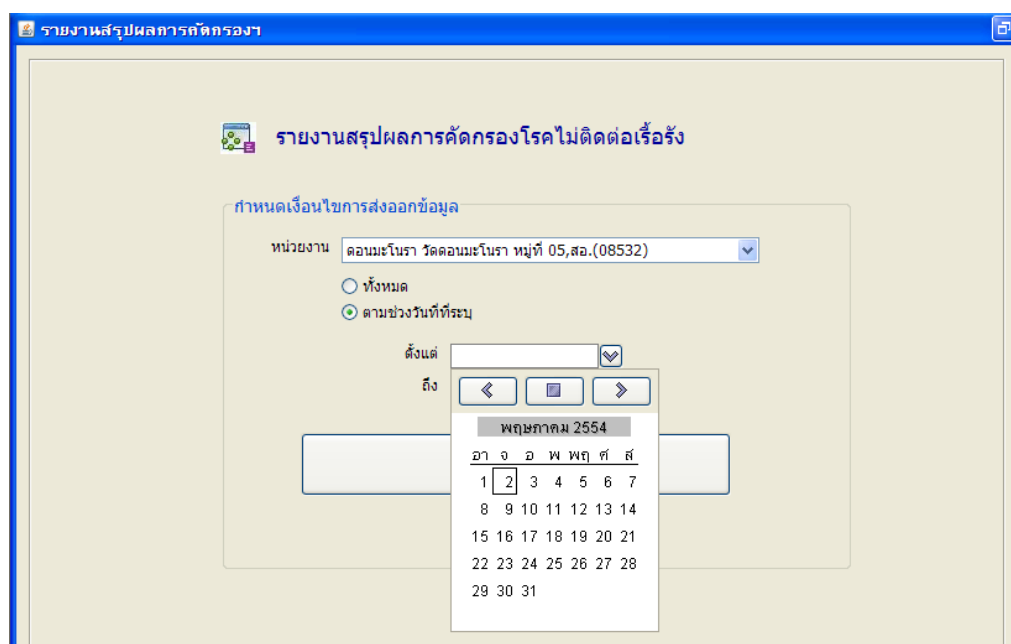 รายงานสรุปผลการคัดกรองฯ
รายงานสรุปผลการคัดกรองโรคไม่ติดต่อเรื้อรัง
กำหนดเงื่อนไขการส่งออกข้อมูล
หน่วยงาน ดอนมะโนรา วัดดอนมะโนรา หมู่ที่ 05,สอ.(08532)
ทั้งหมด
ตามช่วงวันที่ที่ระบุ
ตั้งแต่
ถึง
พฤษภาคม 2554
อา จ อ พ พฤ ศ ส
1 2 3 4 5 6 7
8 9 10 11 12 13 14
15 16 17 18 19 20 21
22 23 24 25 26 27 28
29 30 31